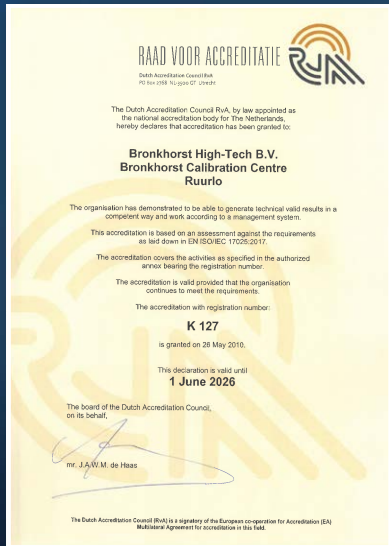 RAAD VOOR ACCREDITATIE
RVA
Dutch Accreditation Council RvA
PO Box 2768 NL-3500 GT Utrecht
The Dutch Accreditation Council RvA, by law appointed as
the national accreditation body for The Netherlands,
hereby declares that accreditation has been granted to:
Bronkhorst High-Tech B.V.
Bronkhorst Calibration Centre
Ruurlo
The organisation has demonstrated to be able to generate technical valid results in a
competent way and work according to a management system.
This accreditation is based on an assessment against the requirements
as laid down in EN ISO/IEC 17025:2017.
The accreditation covers the activities as specified in the authorized
annex bearing the registration number.
The accreditation is valid provided that the organisation
continues to meet the requirements.
The accreditation with registration number:
K 127
is granted on 26 May 2010.
This declaration is valid until
1 June 2026
The board of the Dutch Accreditation Council,
on its behalf,
mr. J.A.W.M. de Haas
The Dutch Accreditation Council (RvA) is a signatory of the European co-operation for Accreditation (EA)
Multilateral Agreement for accreditation in this field.